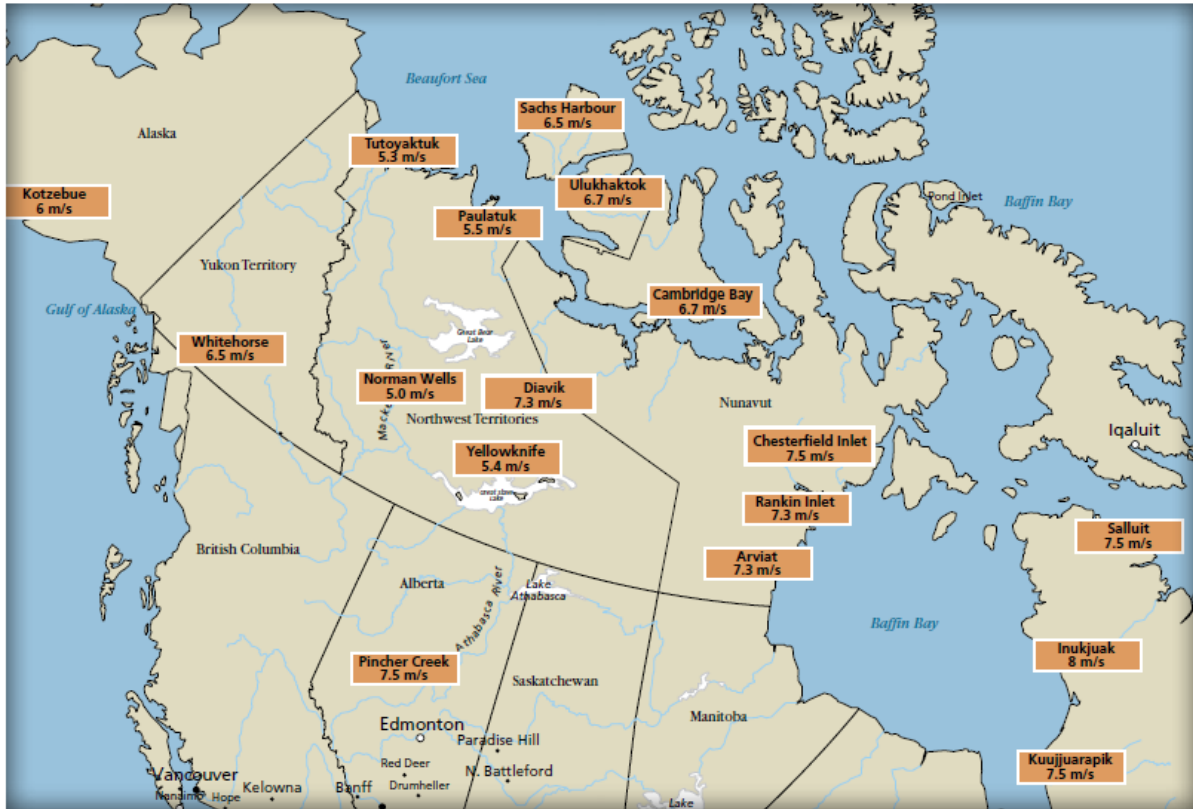 Beaufort Sea
Sachs Harbour
6.5 m/s
Alaska
Tutoyaktuk
5.3 m/s
Kotzebue
6 m/s
Ulukhaktok
6.7 m/s
Pond Inlet
Baffin Bay
Paulatuk
5.5 m/s
Yukon Territory
Gulf of Alaska
Cambridge Bay
6.7 m/s
Great Bear
Lake
Whitehorse
6.5 m/s
Norman Wells
5.0 m/s
Diavik
7.3 m/s
Nunavut
Northwest Territories
River
Iqaluit
Chesterfield Inlet
7.5 m/s
Yellowknife
5.4 m/s
Great Slave
Lake
Rankin Inlet
7.3 m/s
Salluit
7.5 m/s
British Columbia
Arviat
7.3 m/s
Alberta
Lake
Athabasca
Athabasca River
Baffin Bay
Inukjuak
8 m/s
Pincher Creek
7.5 m/s
Saskatchewan
Manitoba
Edmonton
Paradise Hill
Red Deer
N. Battleford
Kuujjuarapik
7.5 m/s
Vancouver
Nanaimo
Hope
Kelowna
Banff
Drumheller
Lake